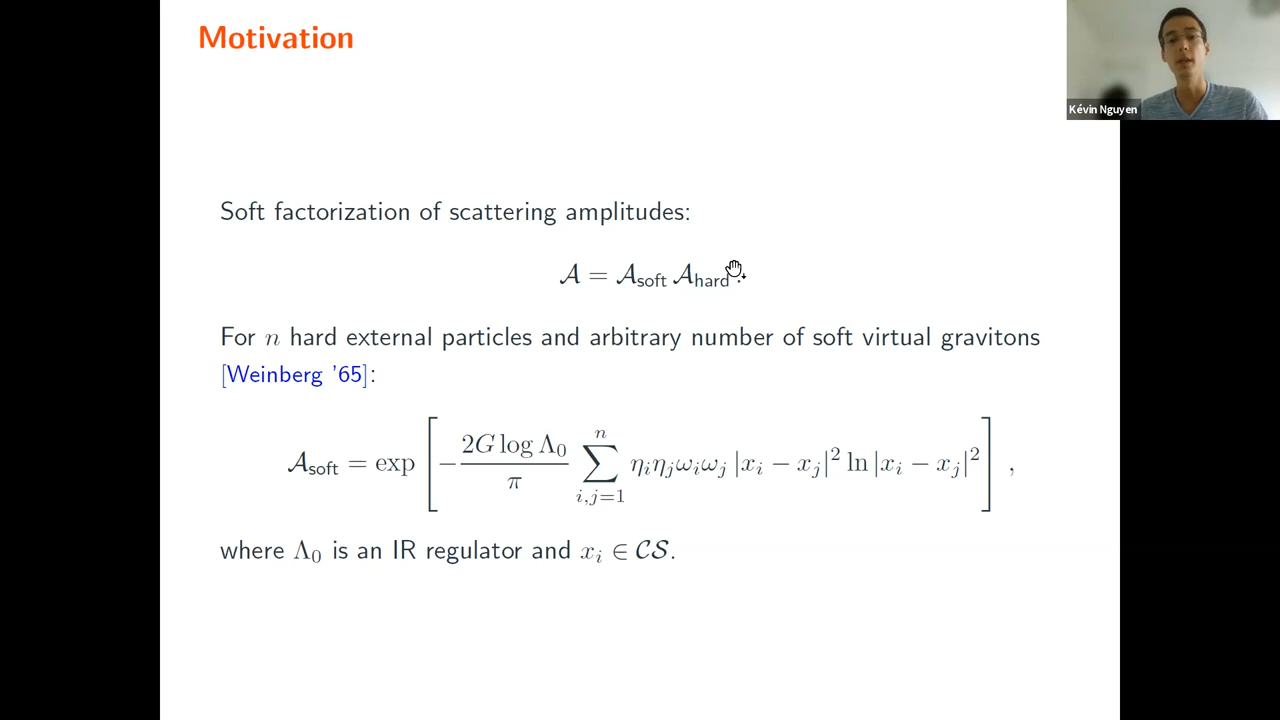 Motivation
Kévin Nguyen
Soft factorization of scattering amplitudes:
𝒜 = 𝒜_soft 𝒜_hard .
For n hard external particles and arbitrary number of soft virtual gravitons
[Weinberg '65]:
𝒜_soft = exp [ − (2G log Λ₀ / π) ∑_{i,j=1}^{n} η_i η_j ω_i ω_j |x_i − x_j|² ln |x_i − x_j|² ] ,
where Λ₀ is an IR regulator and x_i ∈ 𝒞𝒮.